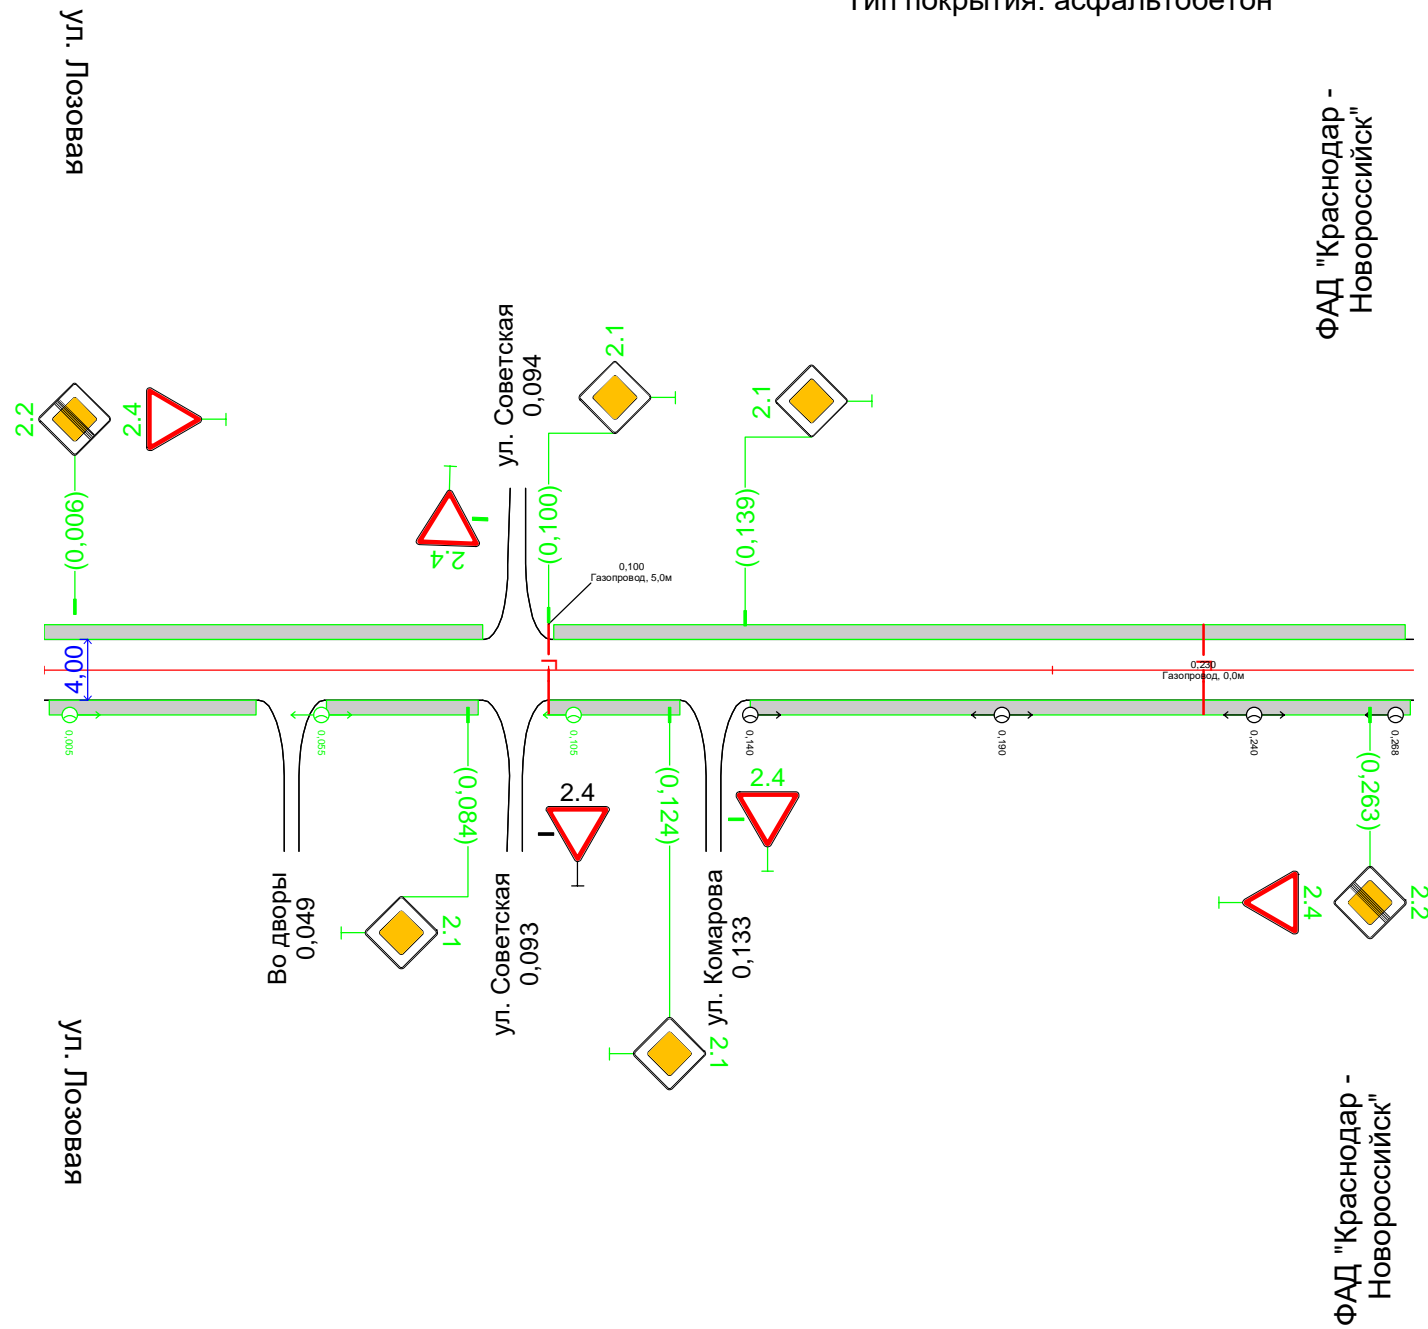 Тип покрытия: асфальтобетон
ул. Лозовая
ФАД "Краснодар -
Новороссийск"
2.2
2.4
(0,006)
ул. Советская
0,094
2.4
2.1
(0,100)
2.1
(0,139)
0,100
Газопровод, 5,0м
4,00
0,230
Газопровод, 0,0м
0,005
0,055
0,105
0,140
0,190
0,240
0,268
(0,084)
2.1
2.4
(0,124)
2.1
2.4
(0,263)
2.4
2.2
Во дворы
0,049
ул. Советская
0,093
ул. Комарова
0,133
ул. Лозовая
ФАД "Краснодар -
Новороссийск"